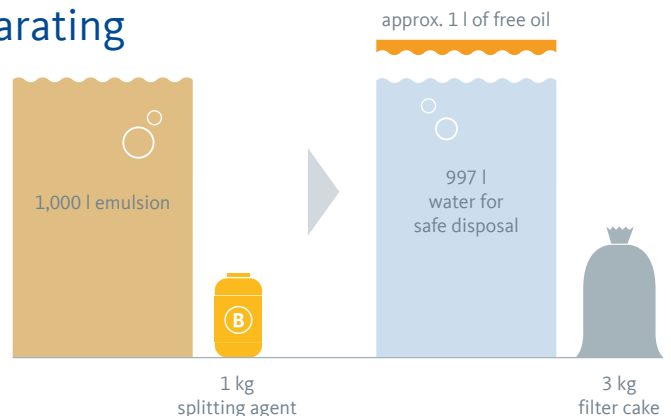 arating
approx. 1 l of free oil
1,000 l emulsion
997 l
water for
safe disposal
B
1 kg
splitting agent
3 kg
filter cake